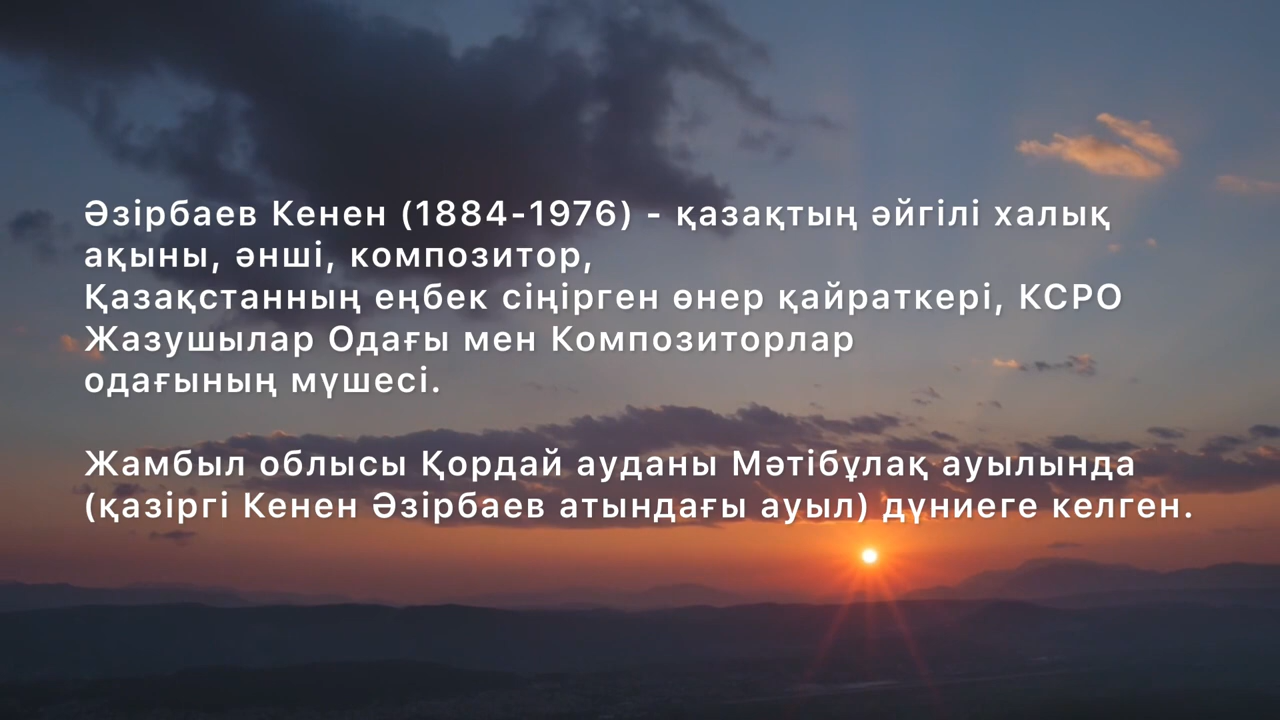 Әзірбаев Кенен (1884-1976) - қазақтың әйгілі халық
ақыны, әнші, композитор,
Қазақстанның еңбек сіңірген өнер қайраткері, КСРО
Жазушылар Одағы мен Композиторлар
одағының мүшесі.
Жамбыл облысы Қордай ауданы Мәтібұлақ ауылында
(қазіргі Кенен Әзірбаев атындағы ауыл) дүниеге келген.